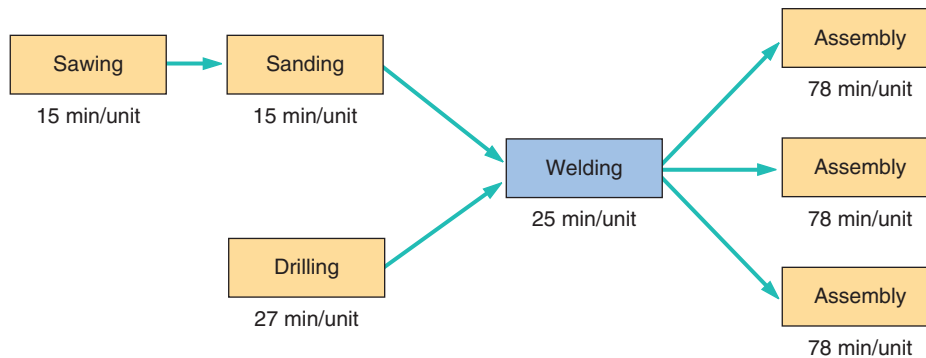 Sawing
15 min/unit
Sanding
15 min/unit
Drilling
27 min/unit
Welding
25 min/unit
Assembly
78 min/unit
Assembly
78 min/unit
Assembly
78 min/unit